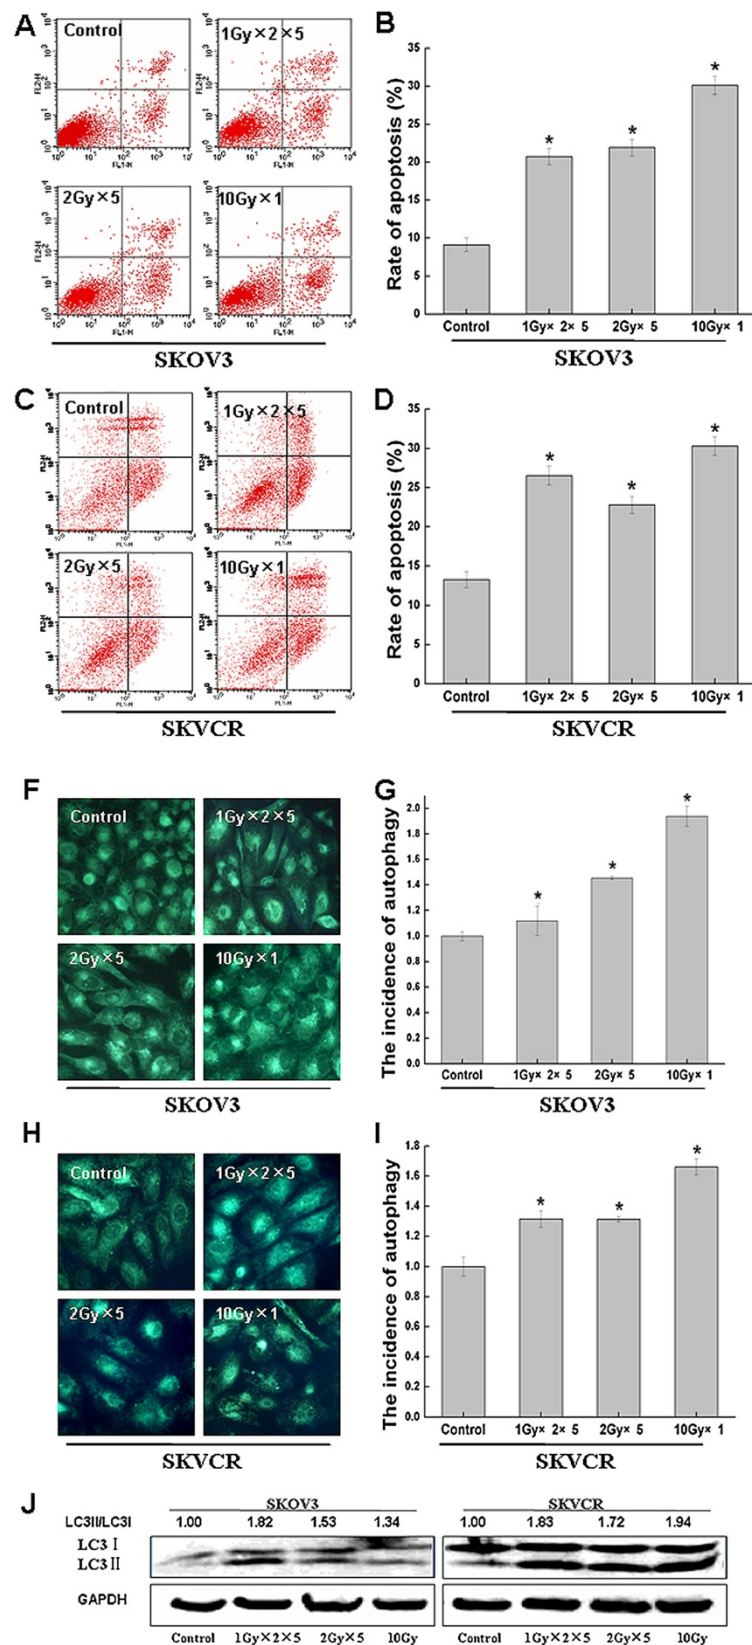 A
Control
1Gy×2×5
2Gy×5
10Gy×1
FL2-H
FL1-H
SKOV3
B
Rate of apoptosis (%)
35
30
25
20
15
10
5
0
* * *
Control 1Gy× 2× 5 2Gy× 5 10Gy× 1
SKOV3
C
Control
1Gy×2×5
2Gy×5
10Gy×1
FL2-H
FL1-H
SKVCR
D
Rate of apoptosis (%)
35
30
25
20
15
10
5
0
* * *
Control 1Gy× 2× 5 2Gy× 5 10Gy× 1
SKVCR
F
Control
1Gy×2×5
2Gy×5
10Gy×1
SKOV3
G
The incidence of autophagy
2.0
1.8
1.6
1.4
1.2
1.0
0.8
0.6
0.4
0.2
0.0
* * *
Control 1Gy× 2× 5 2Gy× 5 10Gy× 1
SKOV3
H
Control
1Gy×2×5
2Gy×5
10Gy×1
SKVCR
I
The incidence of autophagy
1.8
1.6
1.4
1.2
1.0
0.8
0.6
0.4
0.2
0.0
* * *
Control 1Gy× 2× 5 2Gy× 5 10Gy× 1
SKVCR
J
SKOV3 SKVCR
LC3II/LC3I 1.00 1.82 1.53 1.34 1.00 1.83 1.72 1.94
LC3 Ⅰ
LC3 Ⅱ
GAPDH
Control 1Gy×2×5 2Gy×5 10Gy Control 1Gy×2×5 2Gy×5 10Gy